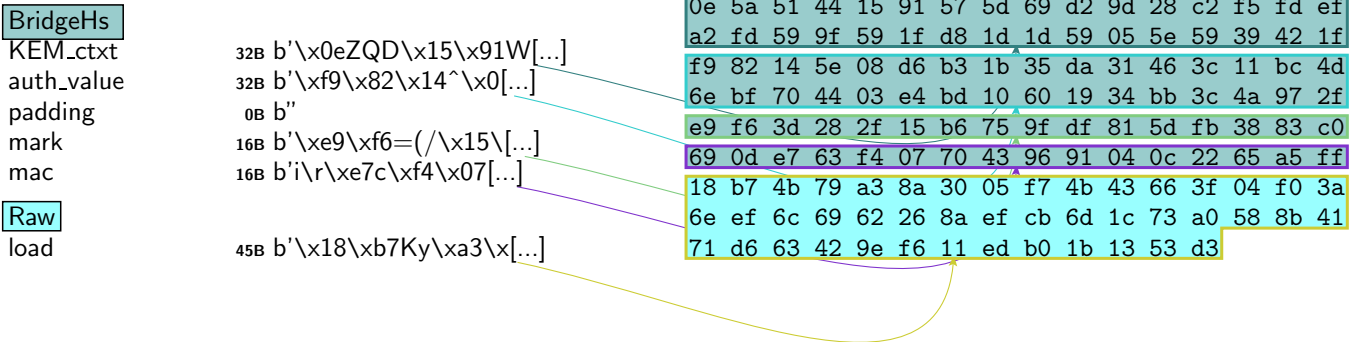 BridgeHs
KEM_ctxt 32B b'\x0eZQD\x15\x91W[...]
auth_value 32B b'\xf9\x82\x14^\x0[...]
padding 0B b''
mark 16B b'\xe9\xf6=(/\x15\[...]
mac 16B b'i\r\xe7c\xf4\x07[...]
Raw
load 45B b'\x18\xb7Ky\xa3\x[...]
0e 5a 51 44 15 91 57 5d 69 d2 9d 28 c2 f5 fd ef
a2 fd 59 9f 59 1f d8 1d 1d 59 05 5e 59 39 42 1f
f9 82 14 5e 08 d6 b3 1b 35 da 31 46 3c 11 bc 4d
6e bf 70 44 03 e4 bd 10 60 19 34 bb 3c 4a 97 2f
e9 f6 3d 28 2f 15 b6 75 9f df 81 5d fb 38 83 c0
69 0d e7 63 f4 07 70 43 96 91 04 0c 22 65 a5 ff
18 b7 4b 79 a3 8a 30 05 f7 4b 43 66 3f 04 f0 3a
6e ef 6c 69 62 26 8a ef cb 6d 1c 73 a0 58 8b 41
71 d6 63 42 9e f6 11 ed b0 1b 13 53 d3